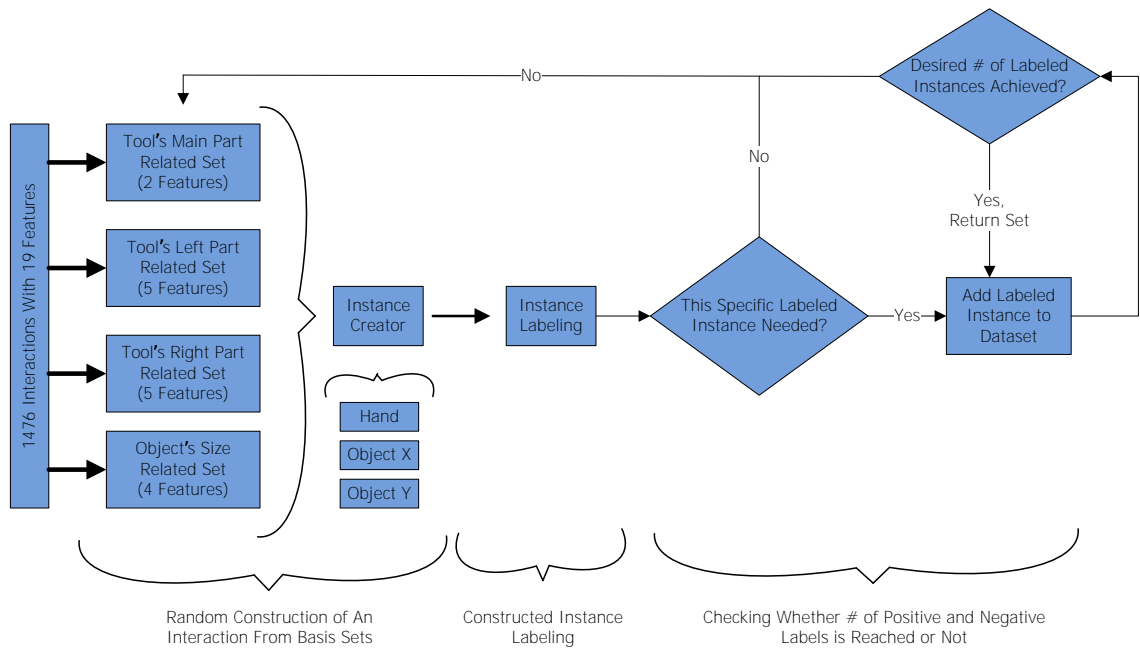 1476 Interactions With 19 Features
Tool's Main Part
Related Set
(2 Features)
Tool's Left Part
Related Set
(5 Features)
Tool's Right Part
Related Set
(5 Features)
Object's Size
Related Set
(4 Features)
Instance
Creator
Hand
Object X
Object Y
Instance
Labeling
This Specific Labeled
Instance Needed?
No
Yes
Add Labeled
Instance to
Dataset
Desired # of Labeled
Instances Achieved?
No
Yes,
Return Set
Random Construction of An
Interaction From Basis Sets
Constructed Instance
Labeling
Checking Whether # of Positive and Negative
Labels is Reached or Not